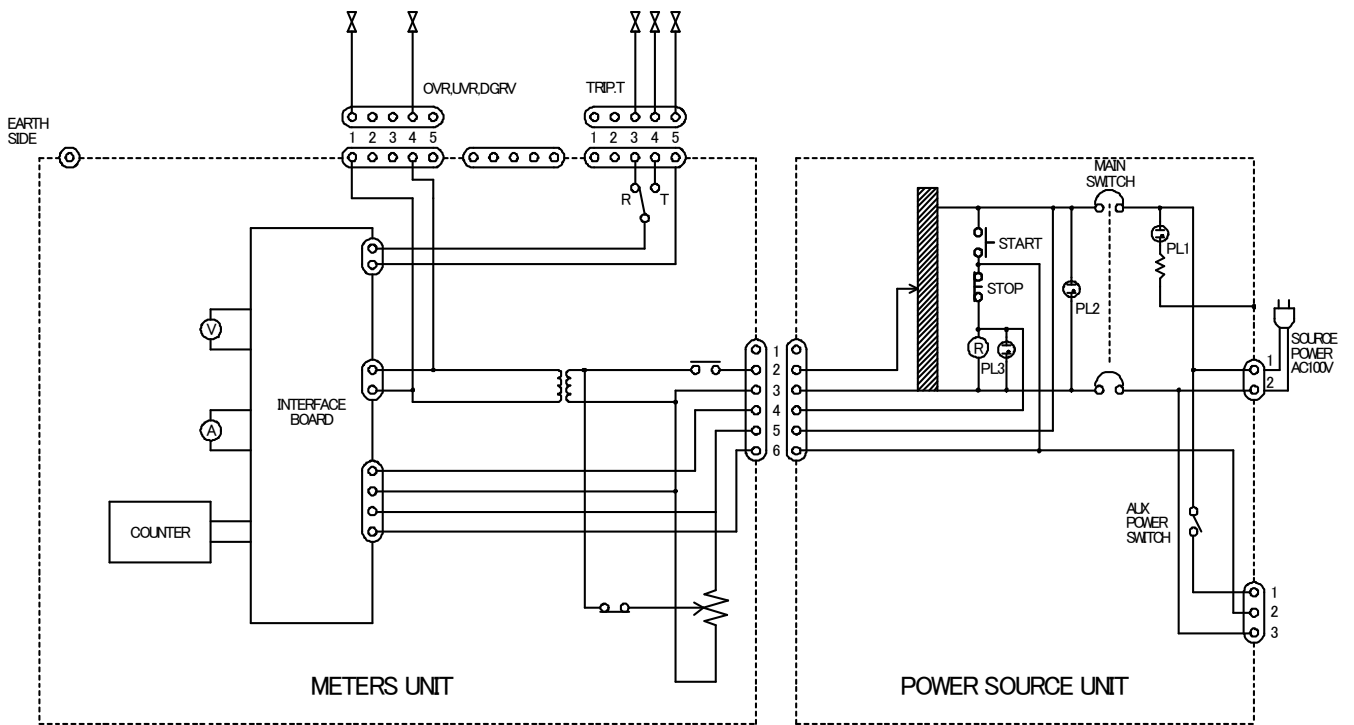 OVR,UVR,DGRV
TRIP.T
EARTH
SIDE
1 2 3 4 5
1 2 3 4 5
R T
MAIN
SWITCH
PL1
START
STOP
PL2
R
PL3
V
A
INTERFACE
BOARD
COUNTER
1
2
3
4
5
6
1
2
SOURCE
POWER
AC100V
AUX
POWER
SWITCH
1
2
3
METERS UNIT
POWER SOURCE UNIT